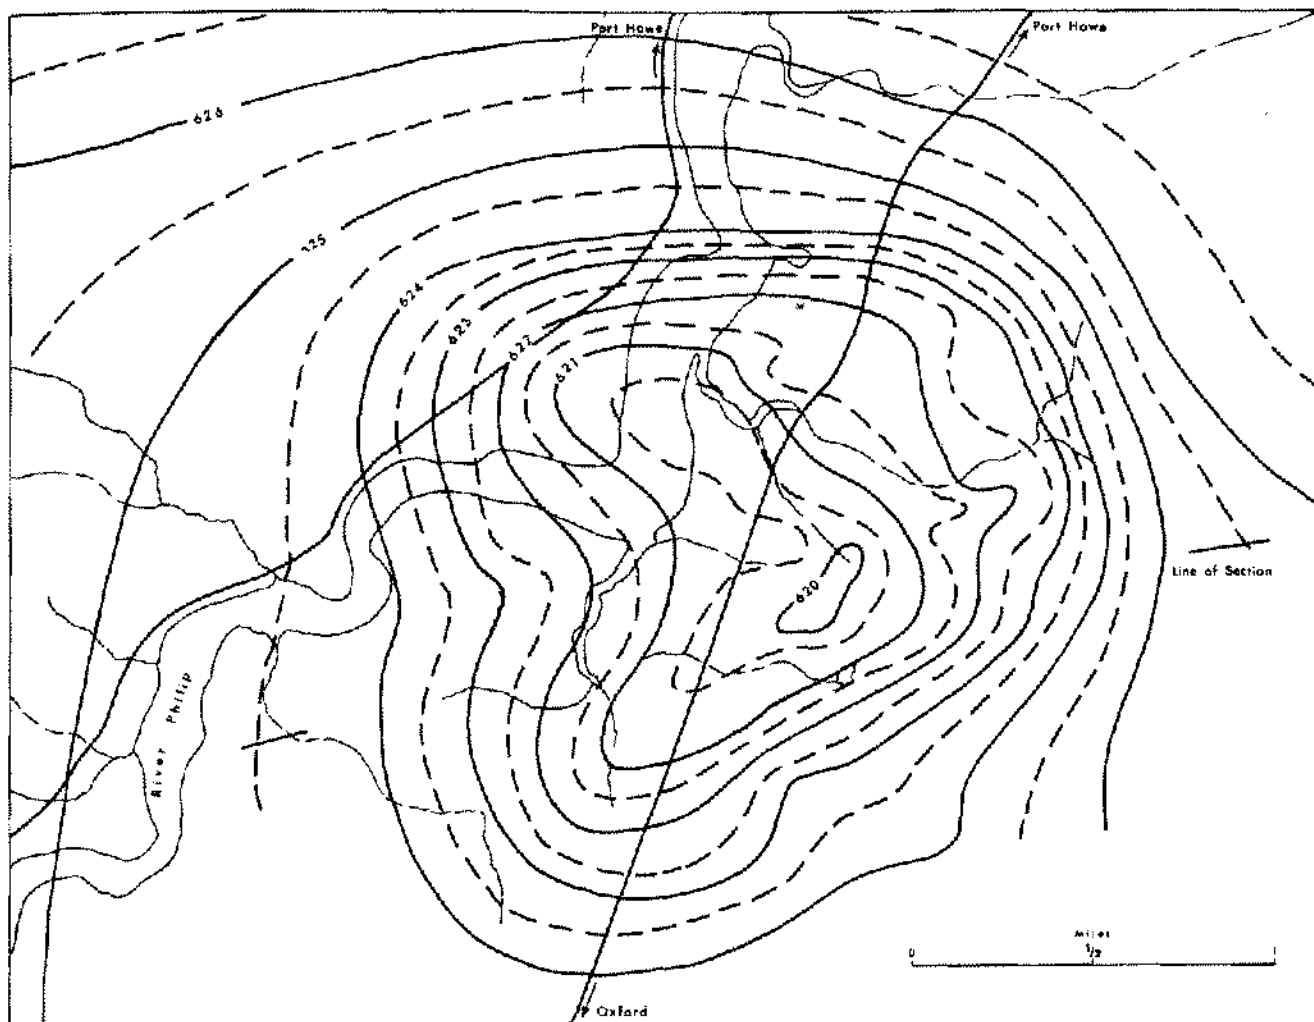 Port Howe
Port Howe
626
625
624
623
622
621
620
Line of Section
River Philip
Miles
0 1/2 1
Oxford